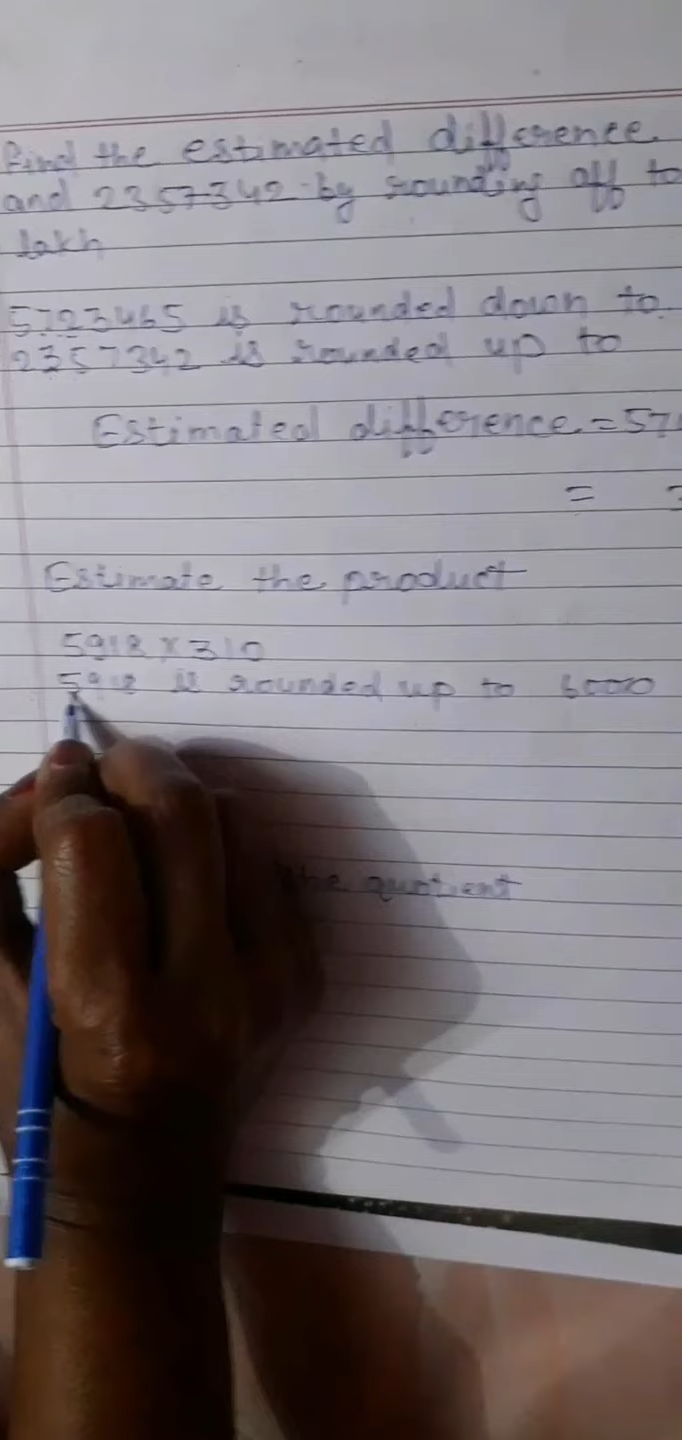 Find the estimated difference
and 2357342 by rounding off to
lakh
5723465 is rounded down to
2357342 is rounded up to
Estimated difference = 57
=
Estimate the product
5918 x 310
5918 is rounded up to 6000
the quotient